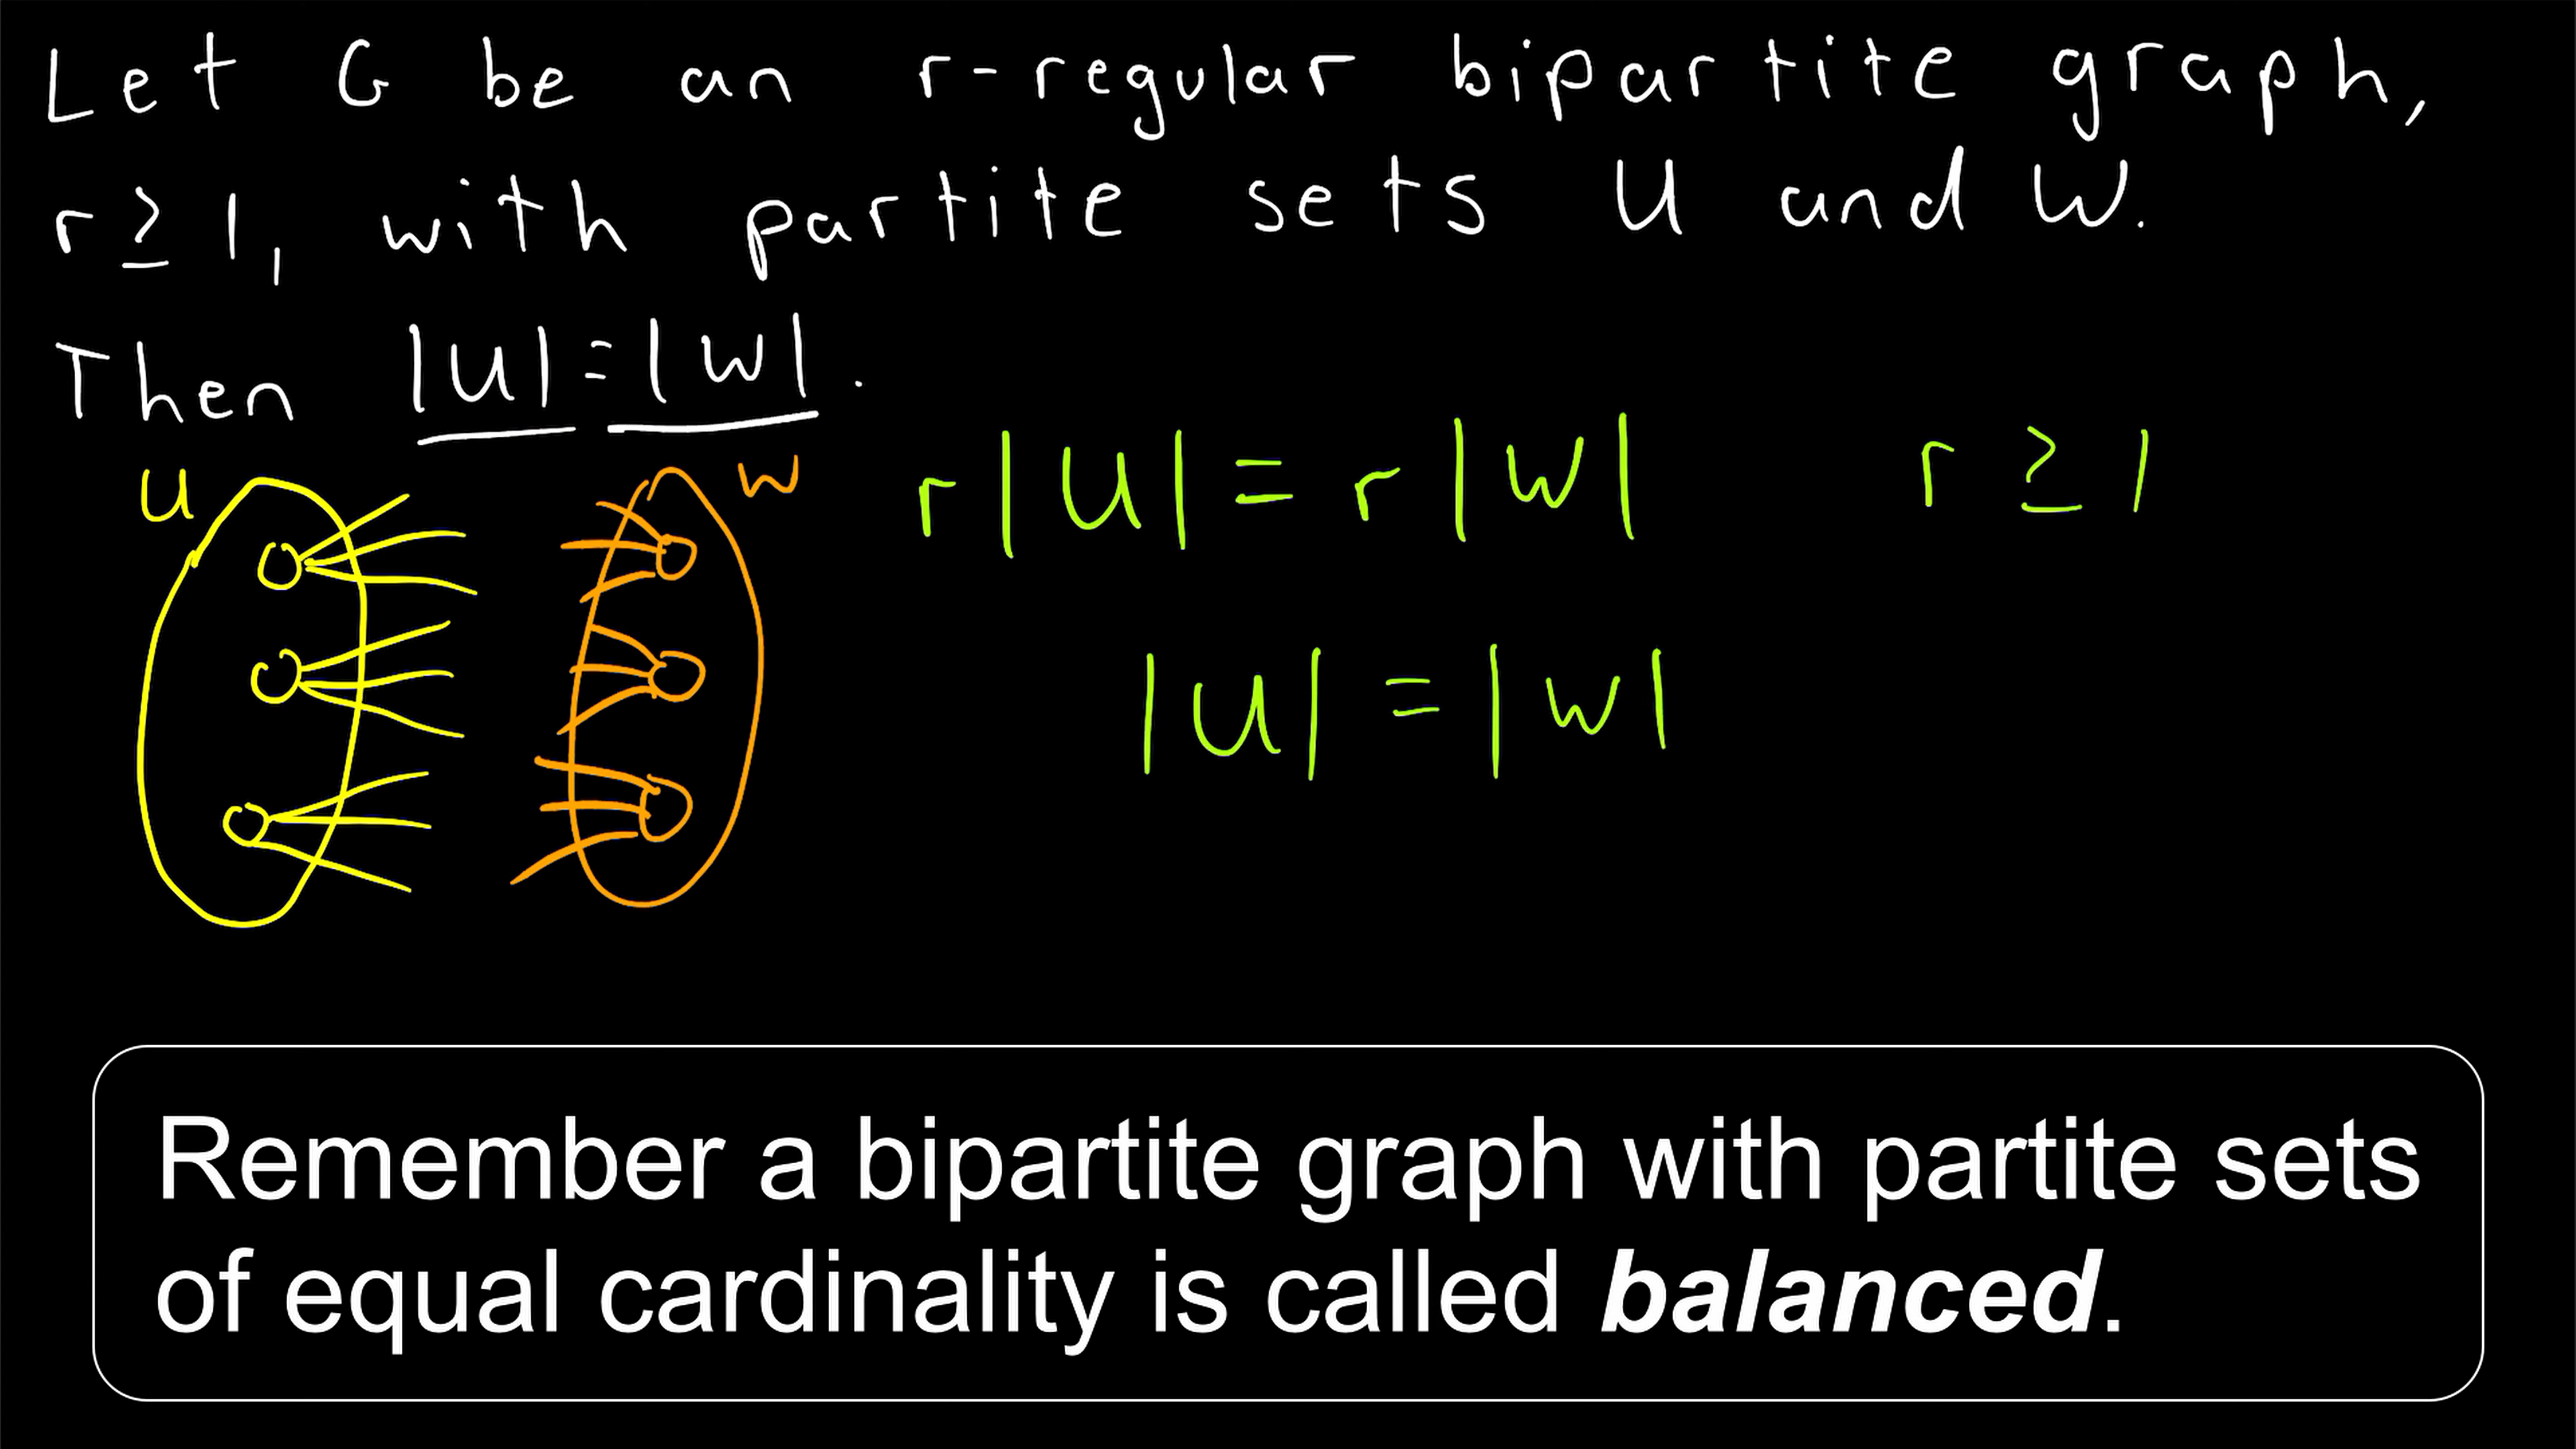 Let G be an r-regular bipartite graph,
r ≥ 1, with partite sets U and W.
Then |U| = |W|.
U
W
r|U| = r|W|
r ≥ 1
|U| = |W|
Remember a bipartite graph with partite sets
of equal cardinality is called balanced.